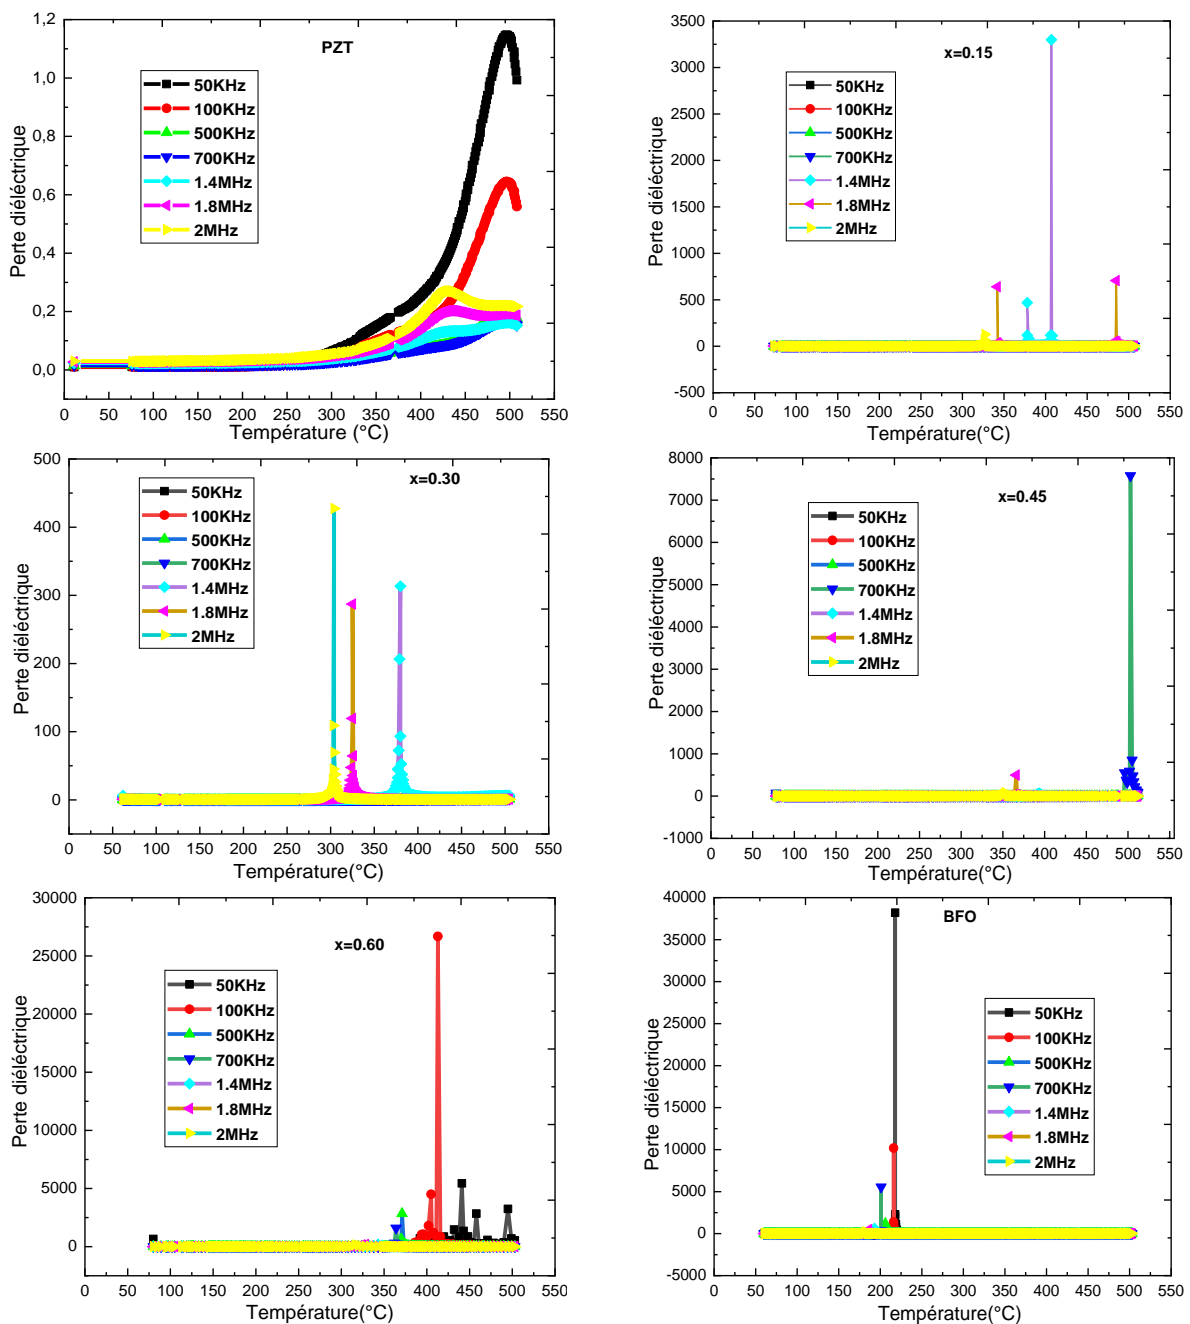 PZT
Perte diéléctrique
1,2
1,0
0,8
0,6
0,4
0,2
0,0
50KHz
100KHz
500KHz
700KHz
1.4MHz
1.8MHz
2MHz
0 50 100 150 200 250 300 350 400 450 500 550
Température (°C)
x=0.15
Perte diéléctrique
3500
3000
2500
2000
1500
1000
500
0
-500
50KHz
100KHz
500KHz
700KHz
1.4MHz
1.8MHz
2MHz
0 50 100 150 200 250 300 350 400 450 500 550
Température(°C)
x=0.30
Perte diéléctrique
500
400
300
200
100
0
50KHz
100KHz
500KHz
700KHz
1.4MHz
1.8MHz
2MHz
0 50 100 150 200 250 300 350 400 450 500 550
Température(°C)
x=0.45
Perte diéléctrique
8000
7000
6000
5000
4000
3000
2000
1000
0
-1000
50KHz
100KHz
500KHz
700KHz
1.4MHz
1.8MHz
2MHz
0 50 100 150 200 250 300 350 400 450 500 550
Température(°C)
x=0.60
Perte diéléctrique
30000
25000
20000
15000
10000
5000
0
50KHz
100KHz
500KHz
700KHz
1.4MHz
1.8MHz
2MHz
0 50 100 150 200 250 300 350 400 450 500 550
Température(°C)
BFO
Perte diéléctrique
40000
35000
30000
25000
20000
15000
10000
5000
0
-5000
50KHz
100KHz
500KHz
700KHz
1.4MHz
1.8MHz
2MHz
0 50 100 150 200 250 300 350 400 450 500 550
Température(°C)